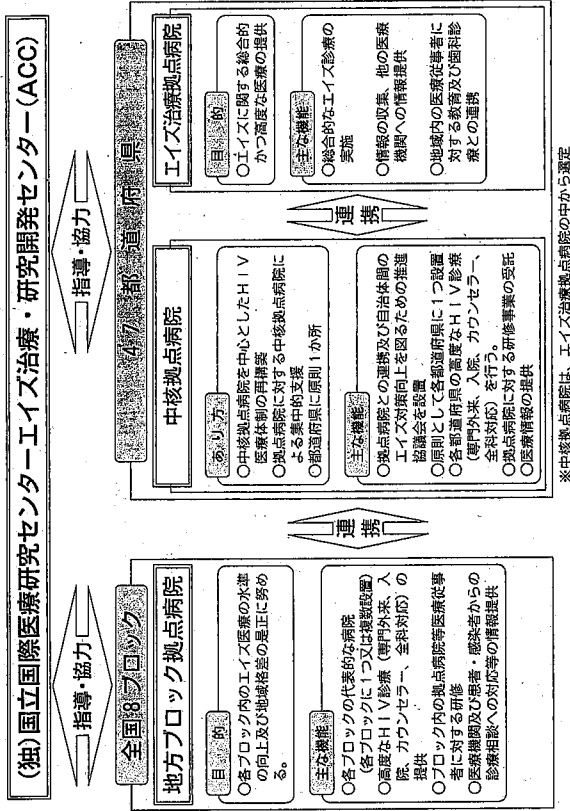 (独)国立国際医療研究センターエイズ治療・研究開発センター(ACC)
指導・協力
指導・協力
全国8ブロック
地方ブロック拠点病院
目 的
○各ブロック内のエイズ医療の水準
の向上及び地域格差の是正に努め
る。
主な機能
○各ブロックの代表的な病院
(各ブロックに1つ又は複数設置)
○高度なHIV診療(専門外来、入
院、カウンセラー、全科対応)の
提供
○ブロック内の拠点病院等医療従事
者に対する研修
○医療機関及び患者・感染者からの
診療相談への対応等の情報提供
連携
47 都 道 府 県
中核拠点病院
あり方
○中核拠点病院を中心としたHIV
医療体制の再構築
○拠点病院に対する中核拠点病院に
よる集中的支援
○都道府県に原則1か所
主な機能
○拠点病院との連携及び自治体間の
エイズ対策向上を図るための推進
協議会を設置
○原則として各都道府県に1つ設置
○各都道府県の高度なHIV診療
(専門外来、入院、カウンセラー、
全科対応)を行う。
○拠点病院に対する研修事業の受託
○医療情報の提供
連携
エイズ治療拠点病院
目 的
○エイズに関する総合的
かつ高度な医療の提供
主な機能
○総合的なエイズ診療の
実施
○情報の収集、他の医療
機関への情報提供
○地域内の医療従事者に
対する教育及び歯科診
療との連携
※中核拠点病院は、エイズ治療拠点病院の中から選定